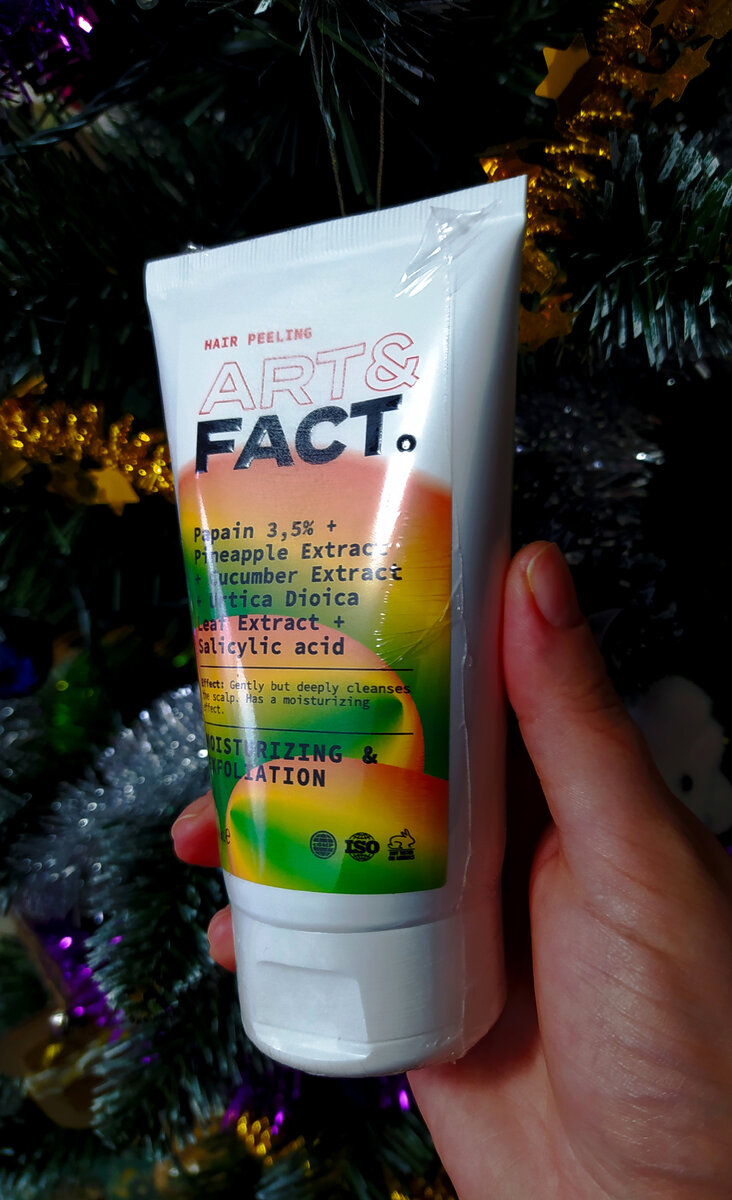 HAIR PEELING
ART&
FACT.
Papain 3,5% +
Pineapple Extract
+ Cucumber Extract
+ Urtica Dioica
Leaf Extract +
Salicylic acid
Effect: Gently but deeply cleanses
the scalp. Has a moisturizing
effect.
MOISTURIZING &
EXFOLIATION
ISO